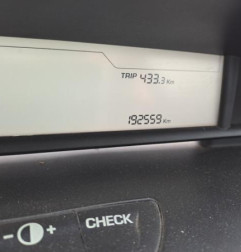 TRIP 433.3 km
192559 km
- +
CHECK